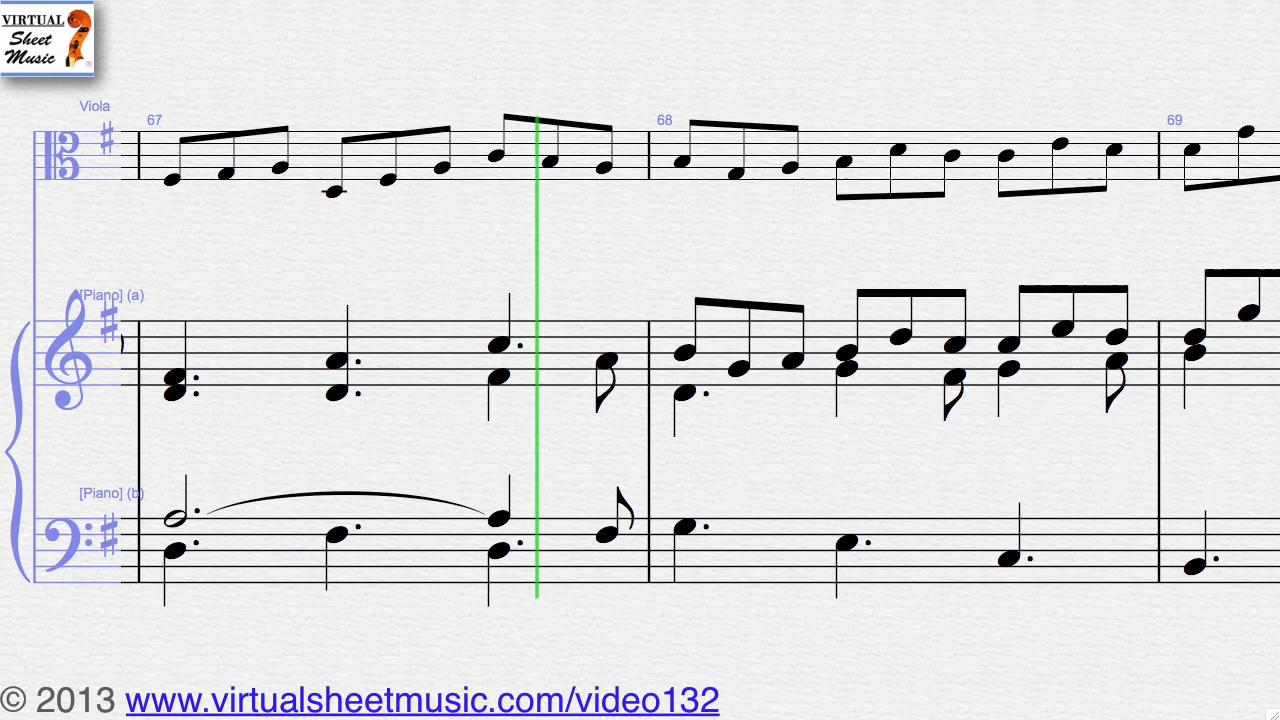 VIRTUAL
Sheet
Music
®
Viola
67
68
69
[Piano] (a)
[Piano] (b)
© 2013 www.virtualsheetmusic.com/video132